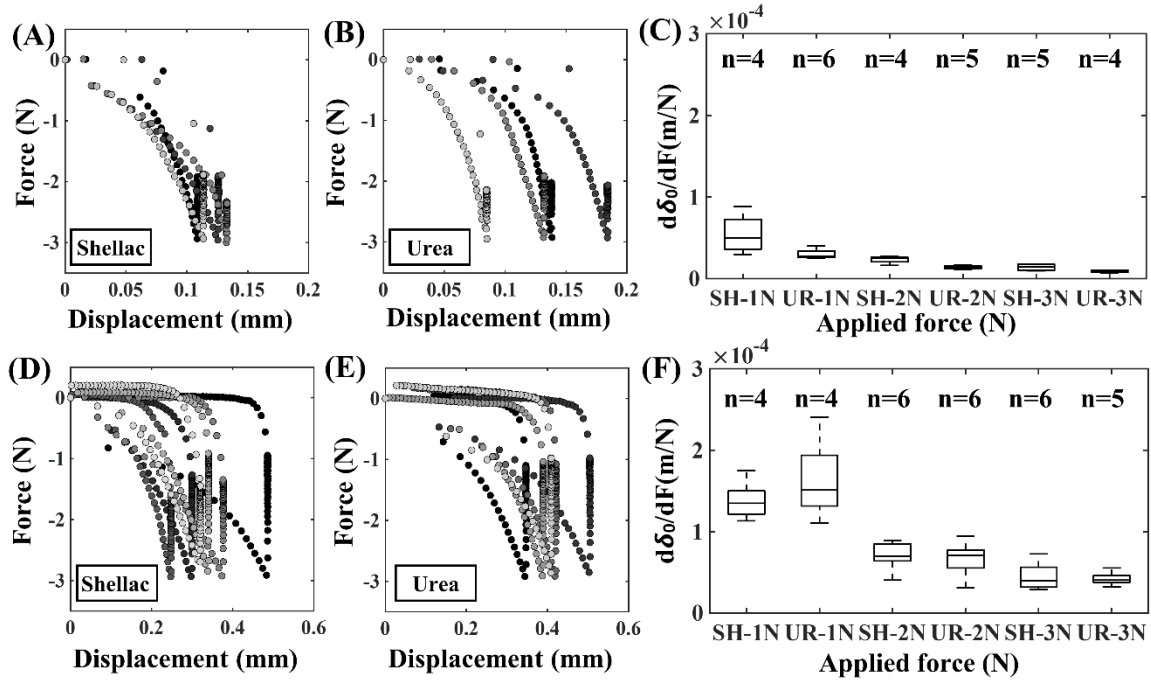 (A)
Force (N)
0
-1
-2
-3
Shellac
0 0.05 0.1 0.15 0.2
Displacement (mm)
(B)
Force (N)
0
-1
-2
-3
Urea
0 0.05 0.1 0.15 0.2
Displacement (mm)
(C)
×10⁻⁴
dδ₀/dF(m/N)
3
2
1
0
n=4 n=6 n=4 n=5 n=5 n=4
SH-1N UR-1N SH-2N UR-2N SH-3N UR-3N
Applied force (N)
(D)
Force (N)
0
-1
-2
-3
Shellac
0 0.2 0.4 0.6
Displacement (mm)
(E)
Force (N)
0
-1
-2
-3
Urea
0 0.2 0.4 0.6
Displacement (mm)
(F)
×10⁻⁴
dδ₀/dF(m/N)
3
2
1
0
n=4 n=4 n=6 n=6 n=6 n=5
SH-1N UR-1N SH-2N UR-2N SH-3N UR-3N
Applied force (N)